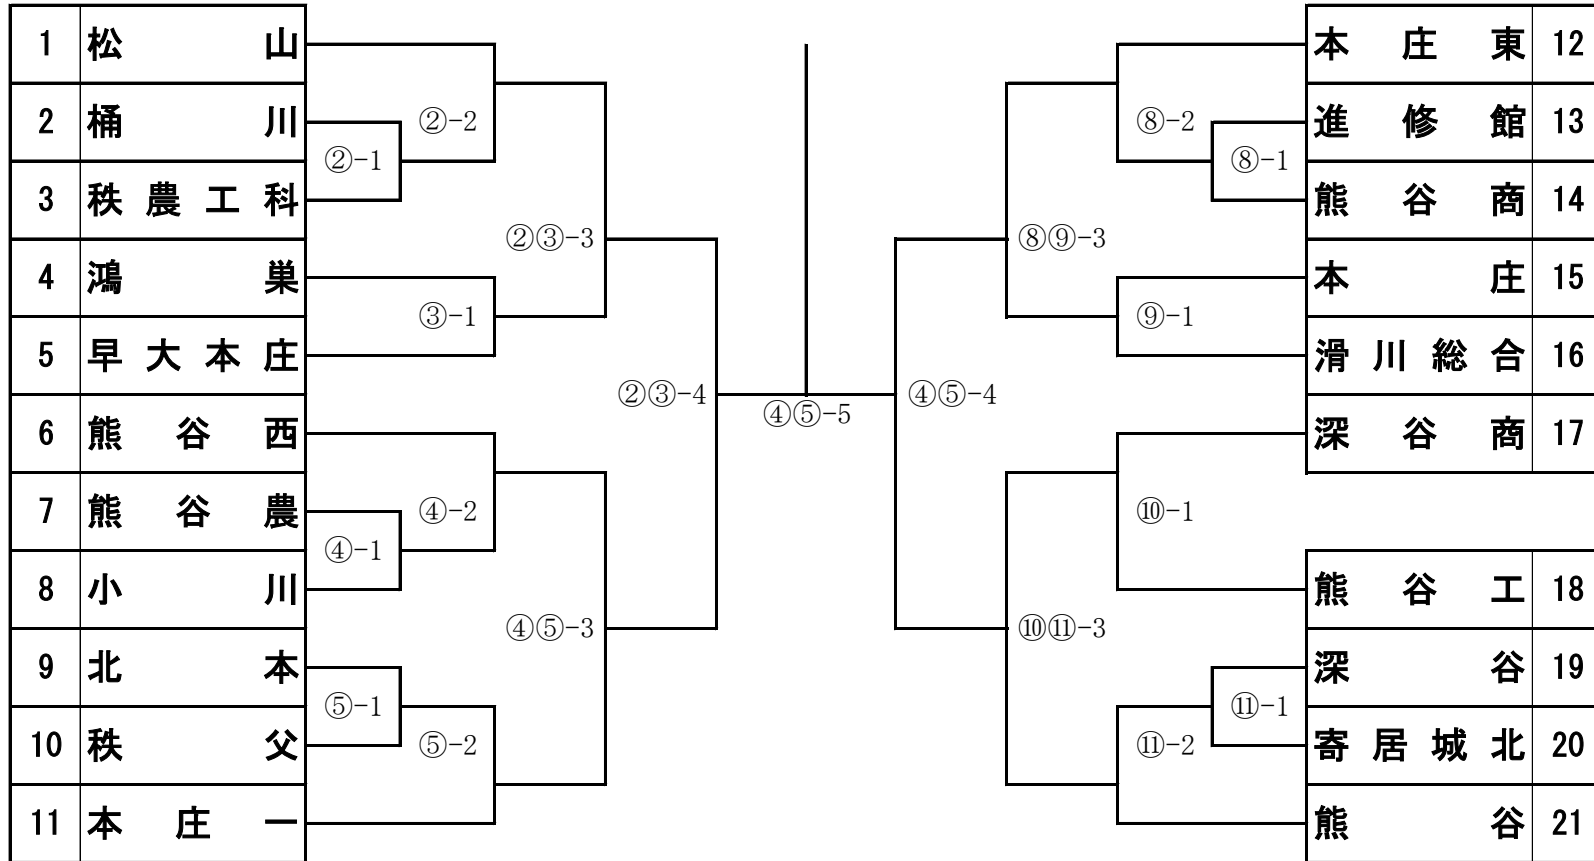 1 松山
2 桶川
3 秩農工科
4 鴻巣
5 早大本庄
6 熊谷西
7 熊谷農
8 小川
9 北本
10 秩父
11 本庄一
②-1
④-1
⑤-1
②-2
③-1
④-2
⑤-2
②③-3
④⑤-3
②③-4
④⑤-5
④⑤-4
⑧⑨-3
⑩⑪-3
⑧-2
⑨-1
⑩-1
⑪-2
⑧-1
⑪-1
本庄東 12
進修館 13
熊谷商 14
本庄 15
滑川総合 16
深谷商 17
熊谷工 18
深谷 19
寄居城北 20
熊谷 21